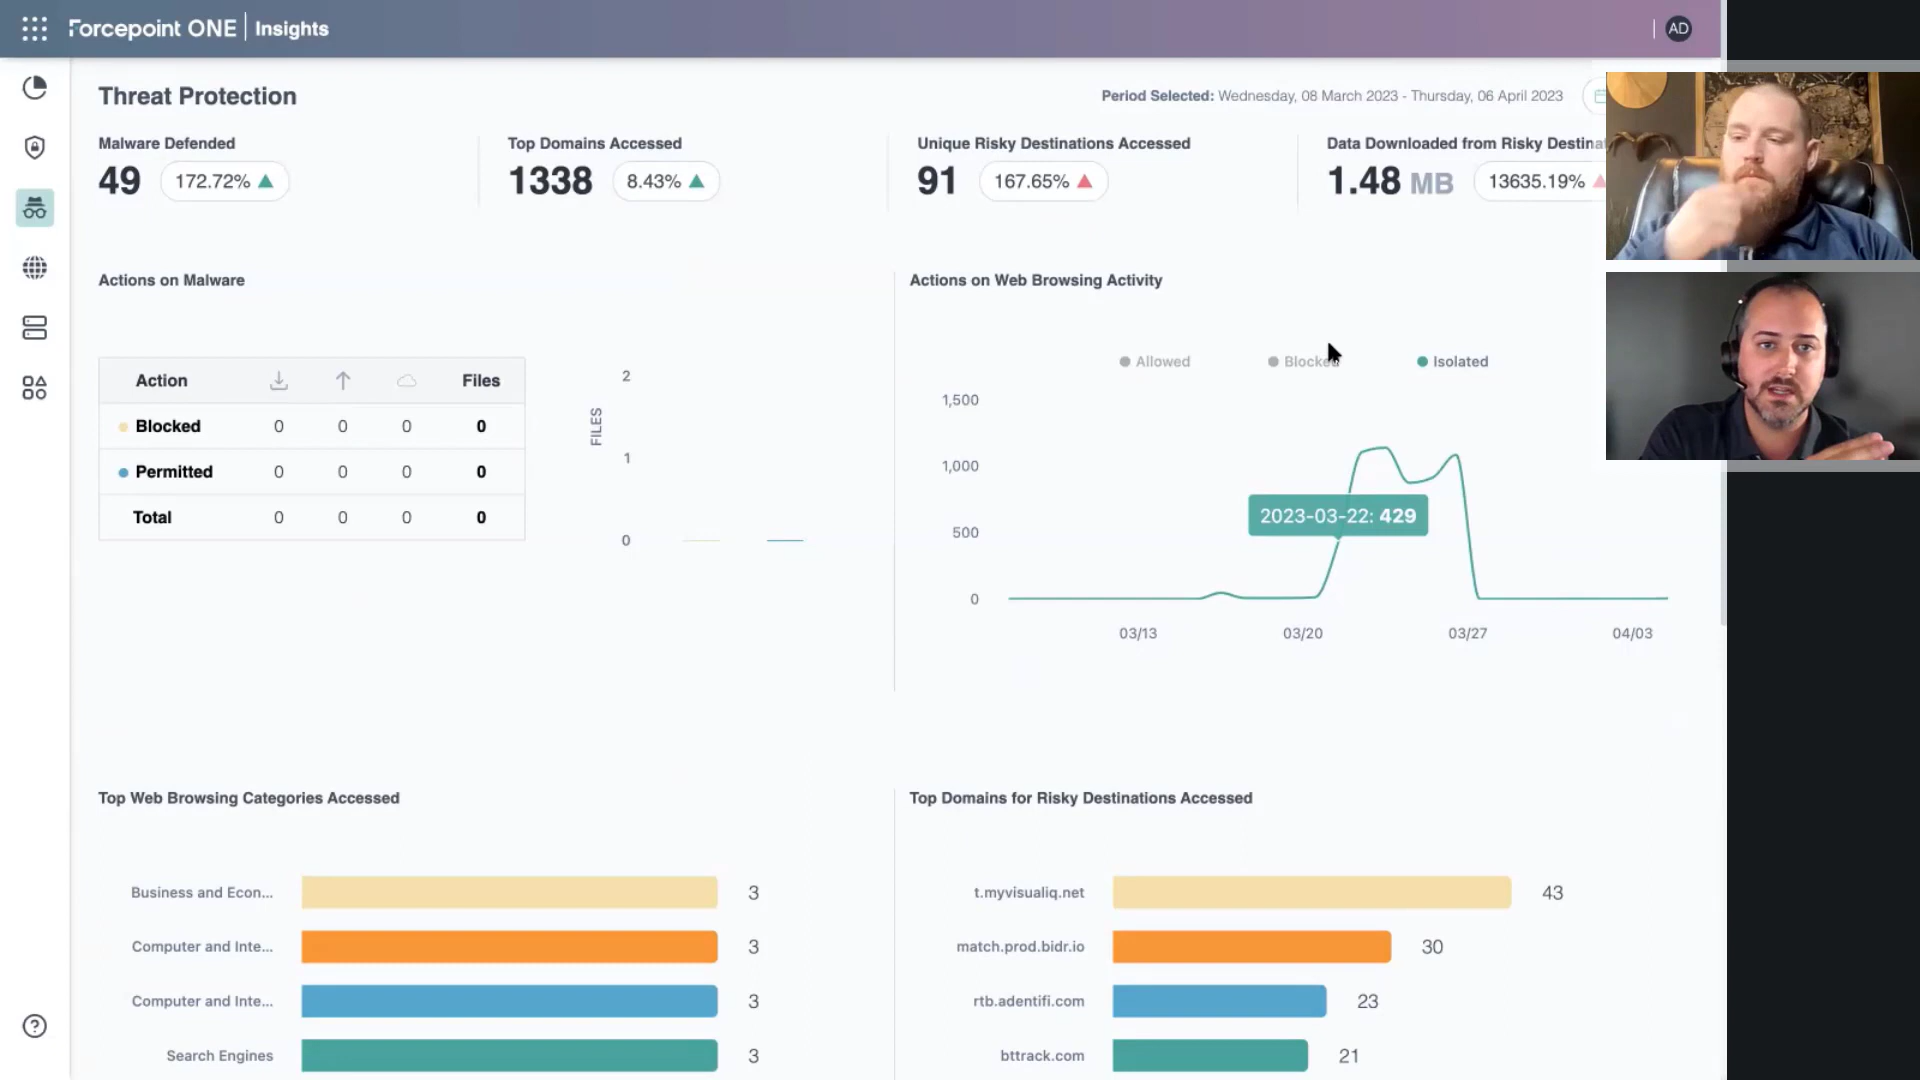 Forcepoint ONE | Insights
AD
Threat Protection
Period Selected: Wednesday, 08 March 2023 - Thursday, 06 April 2023
Malware Defended
49
172.72%
Top Domains Accessed
1338
8.43%
Unique Risky Destinations Accessed
91
167.65%
Data Downloaded from Risky
1.48 MB
13635.19%
Actions on Malware
Action Files
Blocked 0 0 0 0
Permitted 0 0 0 0
Total 0 0 0 0
FILES
2
1
0
Actions on Web Browsing Activity
Allowed
Isolated
1,500
1,000
500
0
2023-03-22: 429
03/13
03/20
03/27
04/03
Top Web Browsing Categories Accessed
Business and Econ... 3
Computer and Inte... 3
Computer and Inte... 3
Search Engines 3
Top Domains for Risky Destinations Accessed
t.myvisualiq.net 43
match.prod.bidr.io 30
rtb.adentifi.com 23
bttrack.com 21